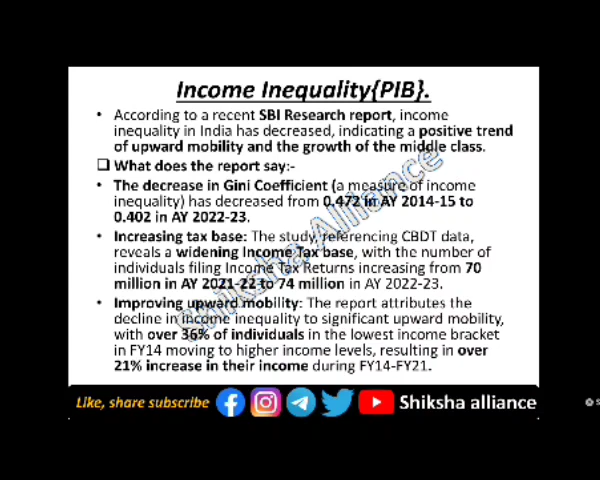 Income Inequality{PIB}.
• According to a recent SBI Research report, income
inequality in India has decreased, indicating a positive trend
of upward mobility and the growth of the middle class.
❑ What does the report say:-
• The decrease in Gini Coefficient (a measure of income
inequality) has decreased from 0.472 in AY 2014-15 to
0.402 in AY 2022-23.
• Increasing tax base: The study, referencing CBDT data,
reveals a widening Income Tax base, with the number of
individuals filing Income Tax Returns increasing from 70
million in AY 2021-22 to 74 million in AY 2022-23.
• Improving upward mobility: The report attributes the
decline in income inequality to significant upward mobility,
with over 36% of individuals in the lowest income bracket
in FY14 moving to higher income levels, resulting in over
21% increase in their income during FY14-FY21.
Shiksha Alliance
Like, share subscribe
Shiksha alliance